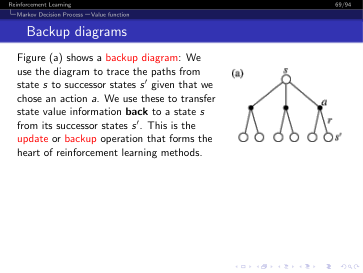 Reinforcement Learning 69/94
Markov Decision Process — Value function
Backup diagrams
Figure (a) shows a backup diagram: We
use the diagram to trace the paths from
state s to successor states s′ given that we
chose an action a. We use these to transfer
state value information back to a state s
from its successor states s′. This is the
update or backup operation that forms the
heart of reinforcement learning methods.
(a)
s
a
r
s'